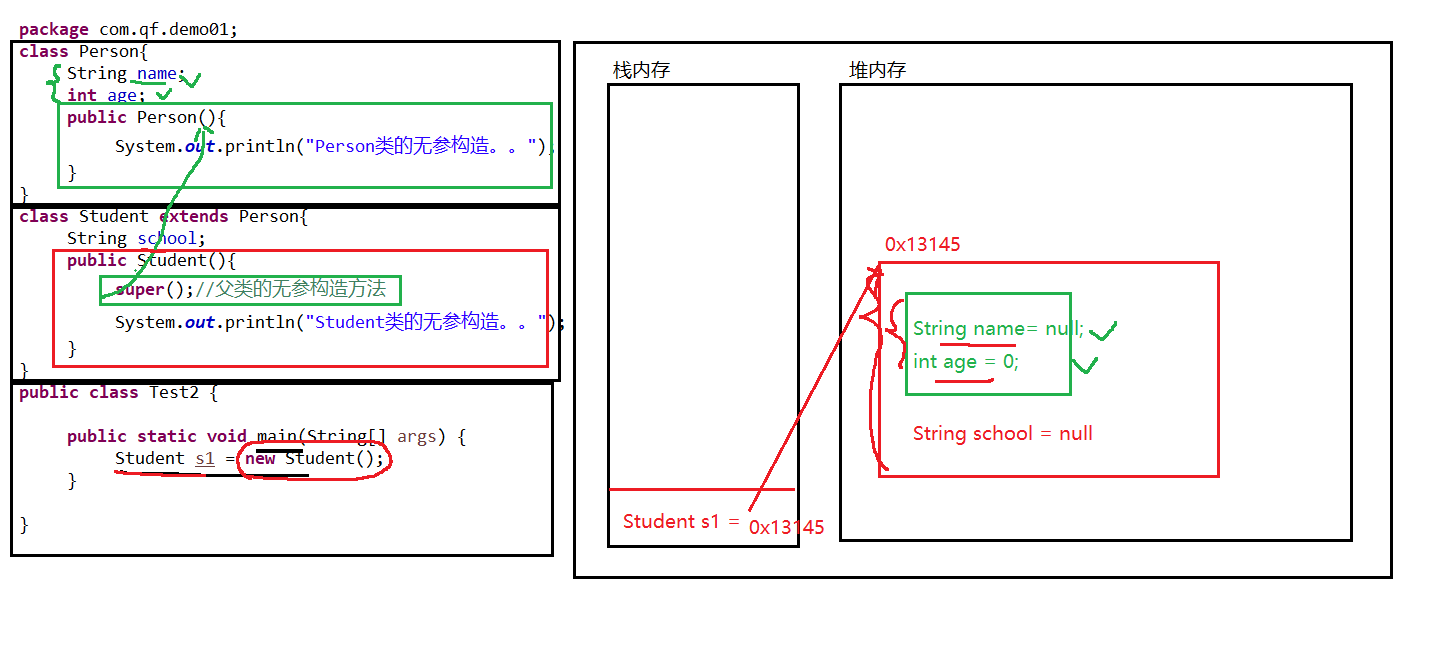 package com.qf.demo01;
class Person{
String name;
int age;
public Person(){
System.out.println("Person类的无参构造。。");
}
}
class Student extends Person{
String school;
public Student(){
super();//父类的无参构造方法
System.out.println("Student类的无参构造。。");
}
}
public class Test2 {
public static void main(String[] args) {
Student s1 = new Student();
}
}
栈内存
Student s1 = 0x13145
堆内存
0x13145
String name= null;
int age = 0;
String school = null